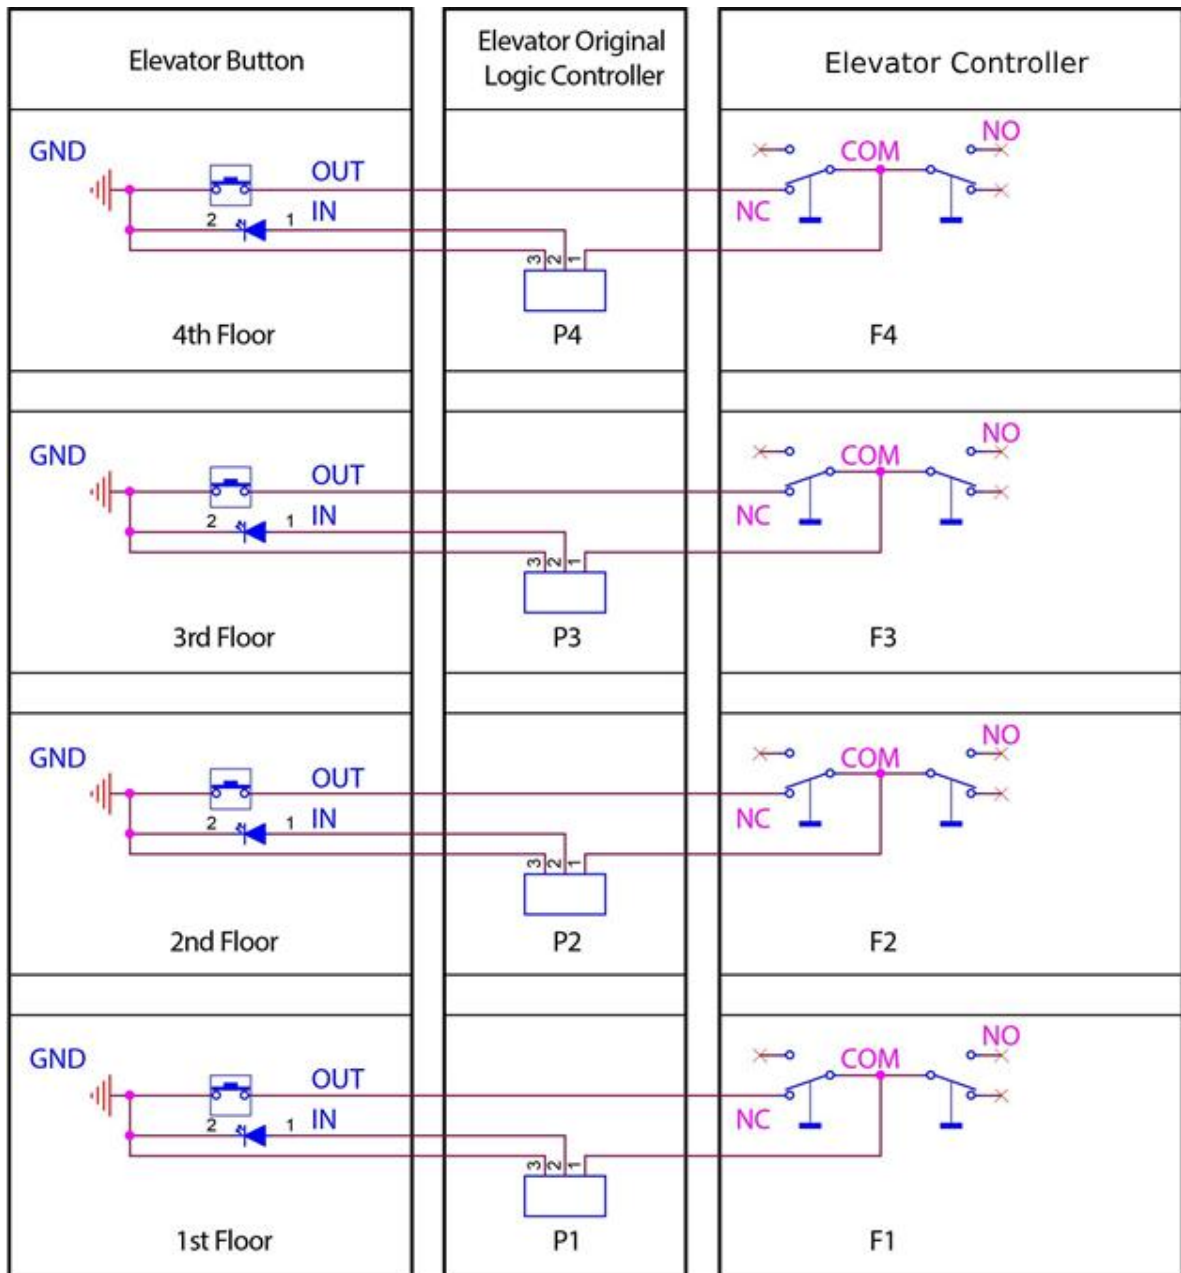 Elevator Button
Elevator Original
Logic Controller
Elevator Controller
GND
OUT
IN
2
1
3
2
1
NC
COM
NO
4th Floor
P4
F4
GND
OUT
IN
2
1
3
2
1
NC
COM
NO
3rd Floor
P3
F3
GND
OUT
IN
2
1
3
2
1
NC
COM
NO
2nd Floor
P2
F2
GND
OUT
IN
2
1
3
2
1
NC
COM
NO
1st Floor
P1
F1